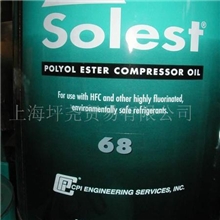 Solest®
POLYOL ESTER COMPRESSOR OIL
For use with HFC and other highly fluorinated,
environmentally safe refrigerants.
上海坪尧贸易有限公司
68
CPI ENGINEERING SERVICES, INC.